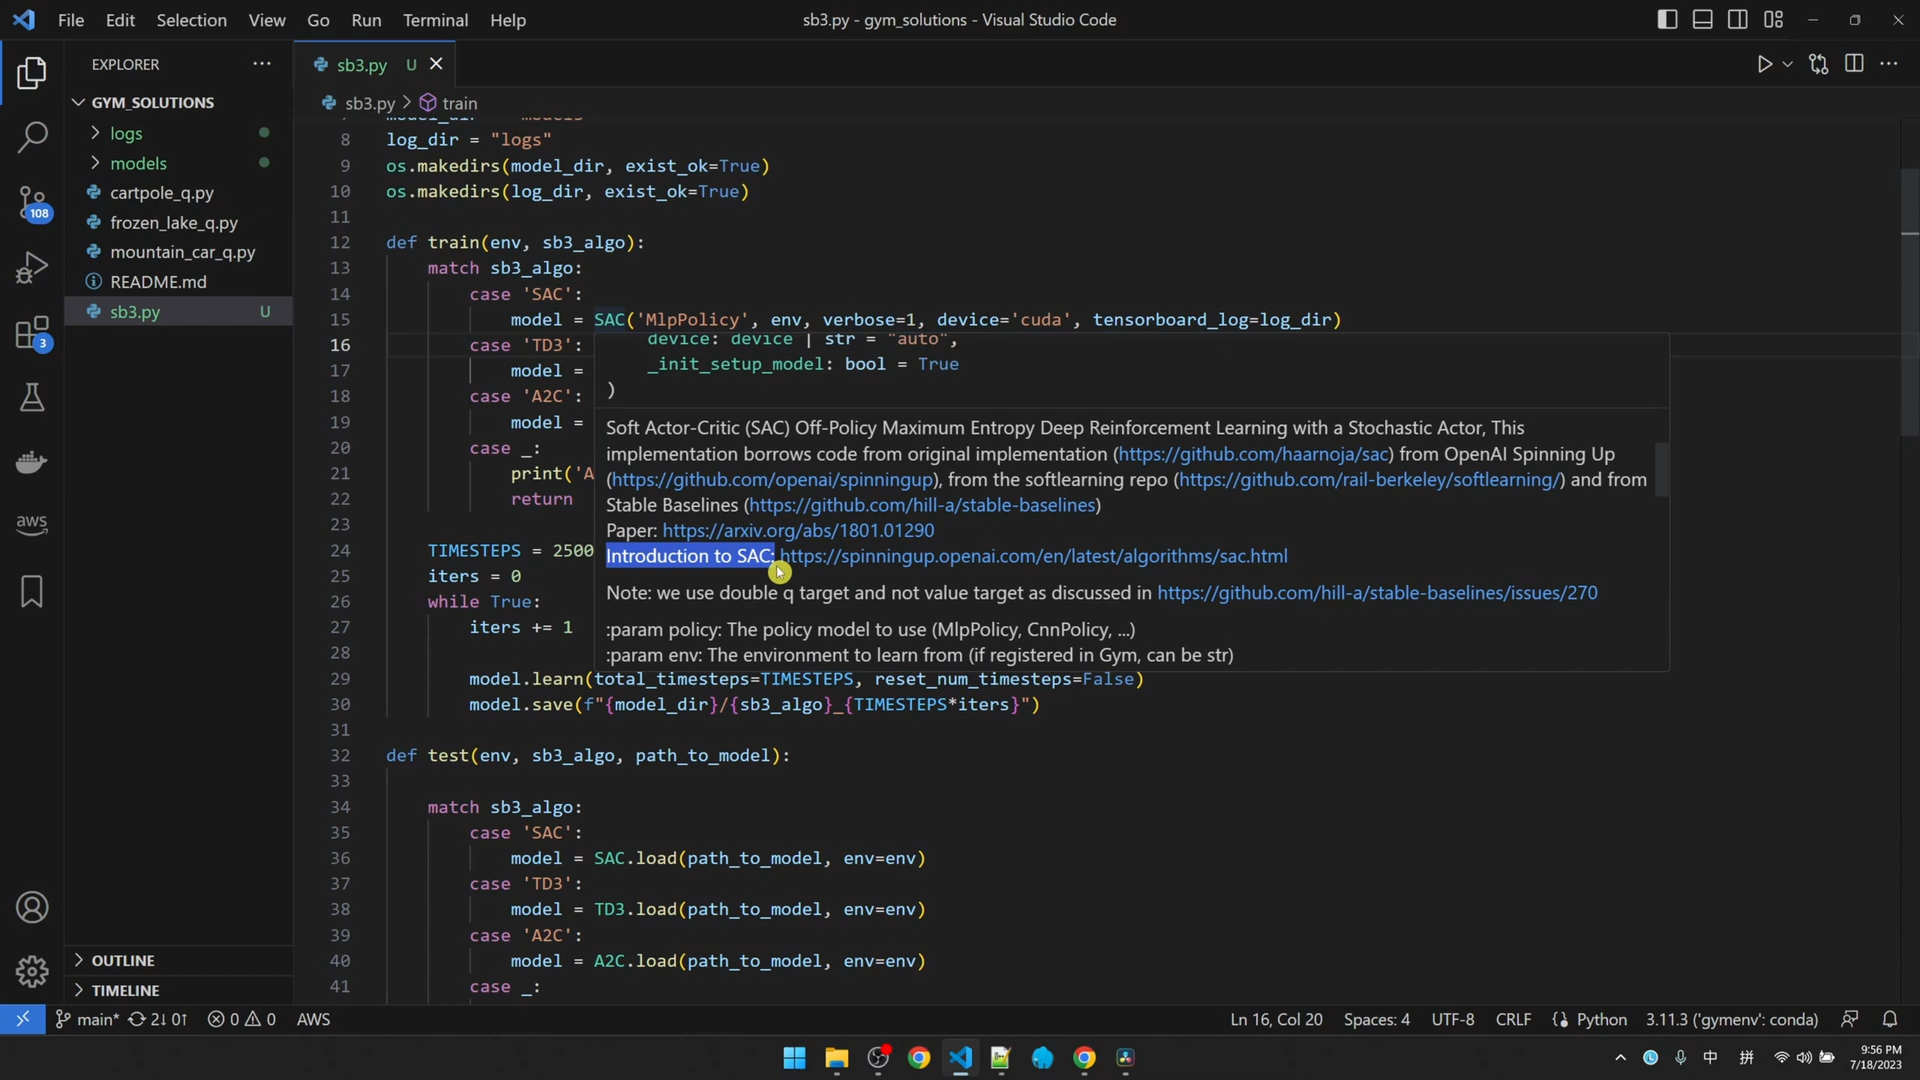 File Edit Selection View Go Run Terminal Help
sb3.py - gym_solutions - Visual Studio Code
EXPLORER
sb3.py U
GYM_SOLUTIONS
sb3.py > train
logs
models
cartpole_q.py
108
frozen_lake_q.py
mountain_car_q.py
README.md
sb3.py U
3
aws
OUTLINE
TIMELINE
8 log_dir = "logs"
9 os.makedirs(model_dir, exist_ok=True)
10 os.makedirs(log_dir, exist_ok=True)
11
12 def train(env, sb3_algo):
13 match sb3_algo:
14 case 'SAC':
15 model = SAC('MlpPolicy', env, verbose=1, device='cuda', tensorboard_log=log_dir)
16 case 'TD3':
17 model =
18 case 'A2C':
19 model =
20 case _:
21 print('A
22 return
23
24 TIMESTEPS = 2500
25 iters = 0
26 while True:
27 iters += 1
28
device: device | str = "auto",
_init_setup_model: bool = True
)
Soft Actor-Critic (SAC) Off-Policy Maximum Entropy Deep Reinforcement Learning with a Stochastic Actor, This
implementation borrows code from original implementation (https://github.com/haarnoja/sac) from OpenAI Spinning Up
(https://github.com/openai/spinningup), from the softlearning repo (https://github.com/rail-berkeley/softlearning/) and from
Stable Baselines (https://github.com/hill-a/stable-baselines)
Paper: https://arxiv.org/abs/1801.01290
Introduction to SAC: https://spinningup.openai.com/en/latest/algorithms/sac.html
Note: we use double q target and not value target as discussed in https://github.com/hill-a/stable-baselines/issues/270
:param policy: The policy model to use (MlpPolicy, CnnPolicy, ...)
:param env: The environment to learn from (if registered in Gym, can be str)
29 model.learn(total_timesteps=TIMESTEPS, reset_num_timesteps=False)
30 model.save(f"{model_dir}/{sb3_algo}_{TIMESTEPS*iters}")
31
32 def test(env, sb3_algo, path_to_model):
33
34 match sb3_algo:
35 case 'SAC':
36 model = SAC.load(path_to_model, env=env)
37 case 'TD3':
38 model = TD3.load(path_to_model, env=env)
39 case 'A2C':
40 model = A2C.load(path_to_model, env=env)
41 case _:
main* 2↓ 0↑ 0 0 AWS
Ln 16, Col 20 Spaces: 4 UTF-8 CRLF Python 3.11.3 ('gymenv': conda)
中 拼 9:56 PM
7/18/2023